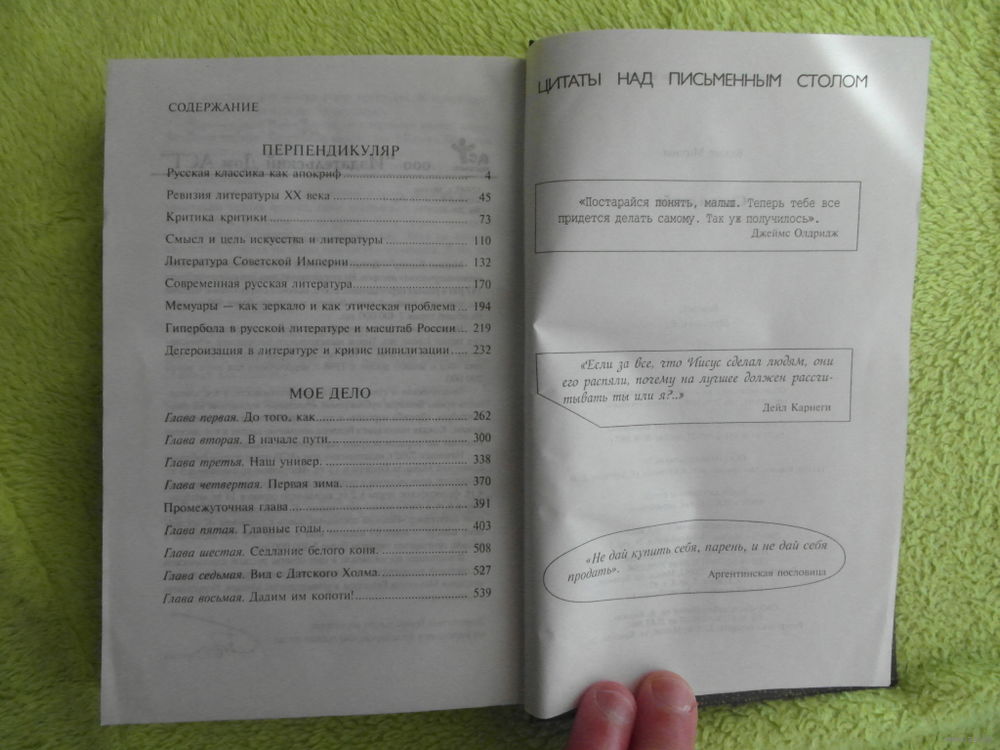 СОДЕРЖАНИЕ
ПЕРПЕНДИКУЛЯР
Русская классика как апокриф 4
Ревизия литературы XX века 45
Критика критики 73
Смысл и цель искусства и литературы 110
Литература Советской Империи 132
Современная русская литература 170
Мемуары — как зеркало и как этическая проблема ... 194
Гипербола в русской литературе и масштаб России ... 219
Дегероизация в литературе и кризис цивилизации ..... 232
МОЕ ДЕЛО
Глава первая. До того, как 262
Глава вторая. В начале пути 300
Глава третья. Наш универ. 338
Глава четвертая. Первая зима. 370
Промежуточная глава 391
Глава пятая. Главные годы. 403
Глава шестая. Седлание белого коня. 508
Глава седьмая. Вид с Датского Холма. 527
Глава восьмая. Дадим им копоти! 539
ЦИТАТЫ НАД ПИСЬМЕННЫМ СТОЛОМ
«Постарайся понять, малыш. Теперь тебе все
придется делать самому. Так уж получилось».
Джеймс Олдридж
«Если за все, что Иисус сделал людям, они
его распяли, почему на лучшее должен рассчи-
тывать ты или я?..»
Дейл Карнеги
«Не дай купить себя, парень, и не дай себя
продать».
Аргентинская пословица